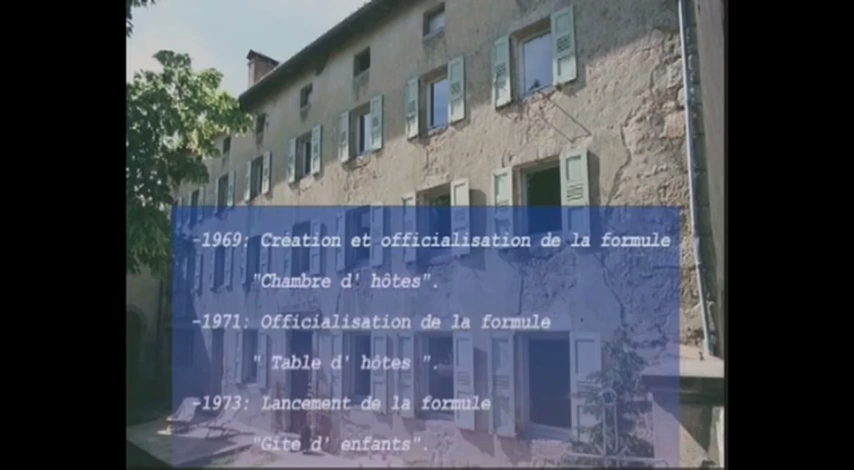 -1969: Création et officialisation de la formule
"Chambre d' hôtes".
-1971: Officialisation de la formule
" Table d' hôtes ".
-1973: Lancement de la formule
"Gite d' enfants".